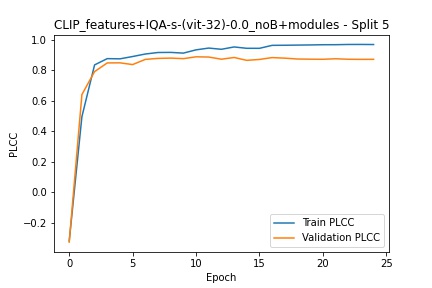 CLIP_features+IQA-s-(vit-32)-0.0_noB+modules - Split 5
1.0
0.8
0.6
0.4
0.2
0.0
−0.2
PLCC
Train PLCC
Validation PLCC
0 5 10 15 20 25
Epoch